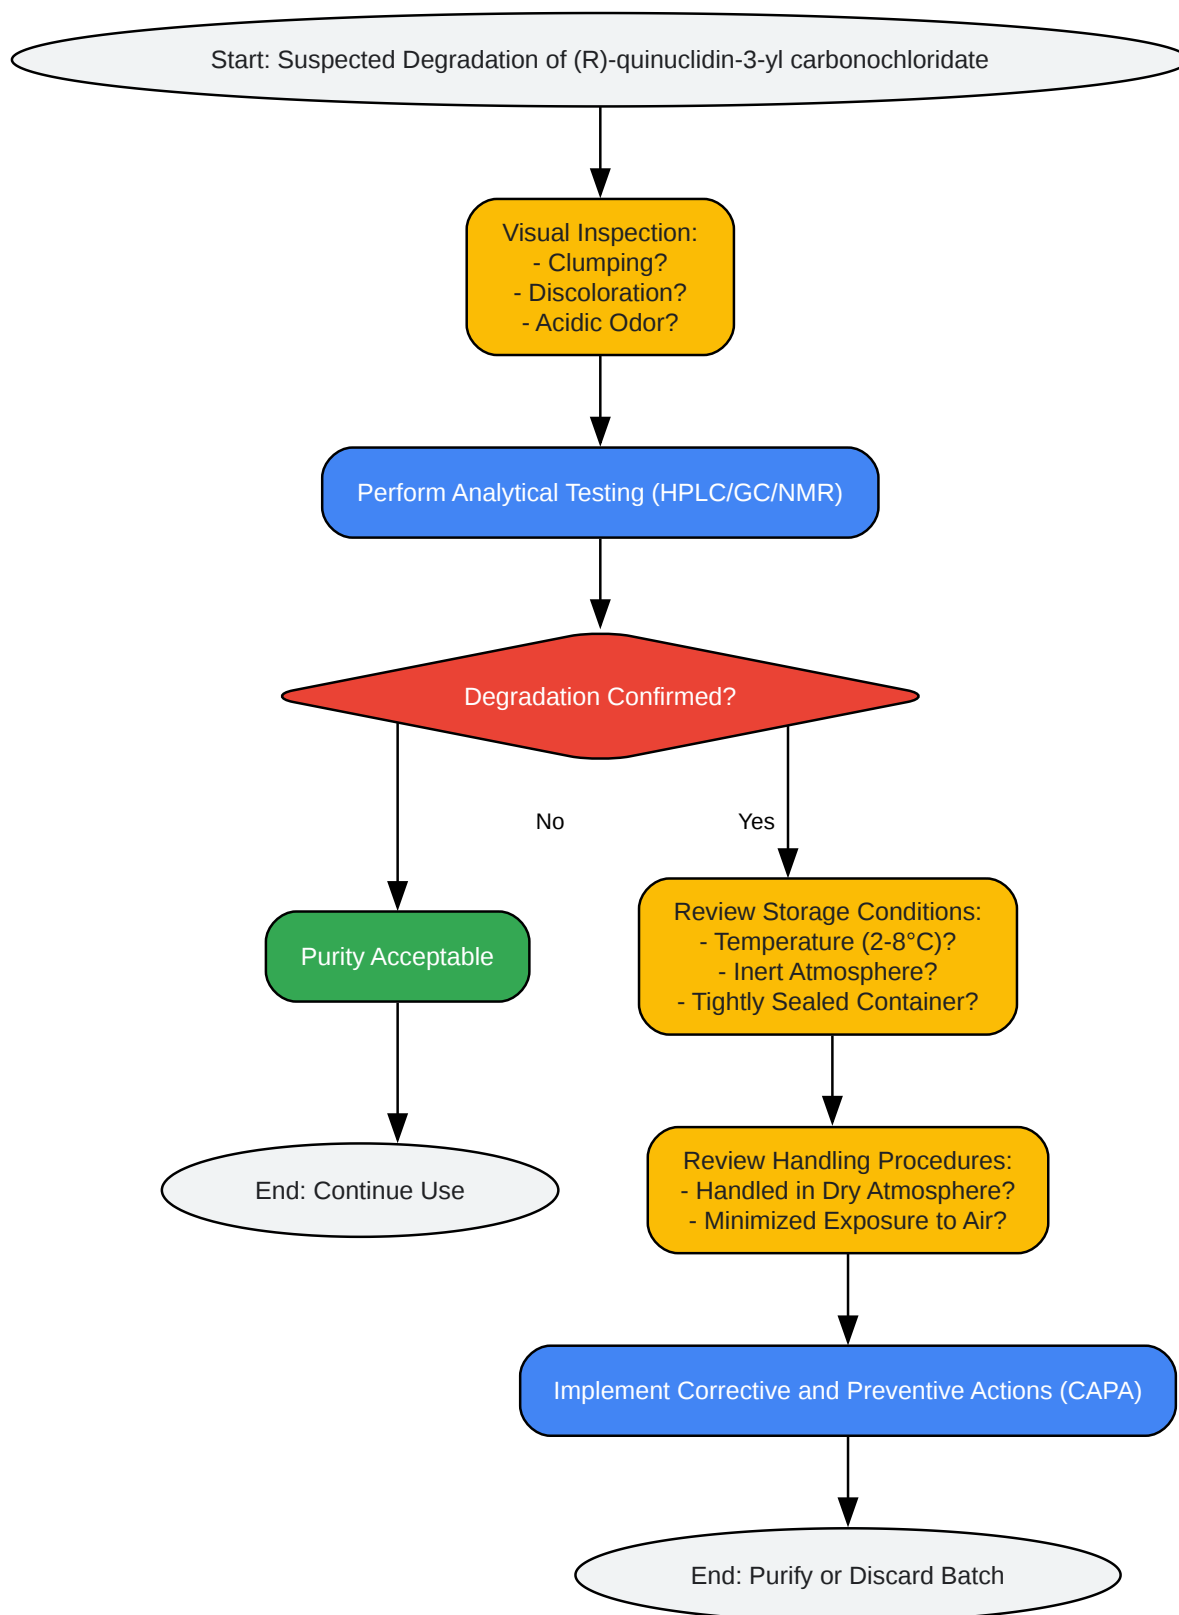 Start: Suspected Degradation of (R)-quinuclidin-3-yl carbonochloridate
Visual Inspection:
- Clumping?
- Discoloration?
- Acidic Odor?
Perform Analytical Testing (HPLC/GC/NMR)
Degradation Confirmed?
No
Yes
Purity Acceptable
End: Continue Use
Review Storage Conditions:
- Temperature (2-8°C)?
- Inert Atmosphere?
- Tightly Sealed Container?
Review Handling Procedures:
- Handled in Dry Atmosphere?
- Minimized Exposure to Air?
Implement Corrective and Preventive Actions (CAPA)
End: Purify or Discard Batch